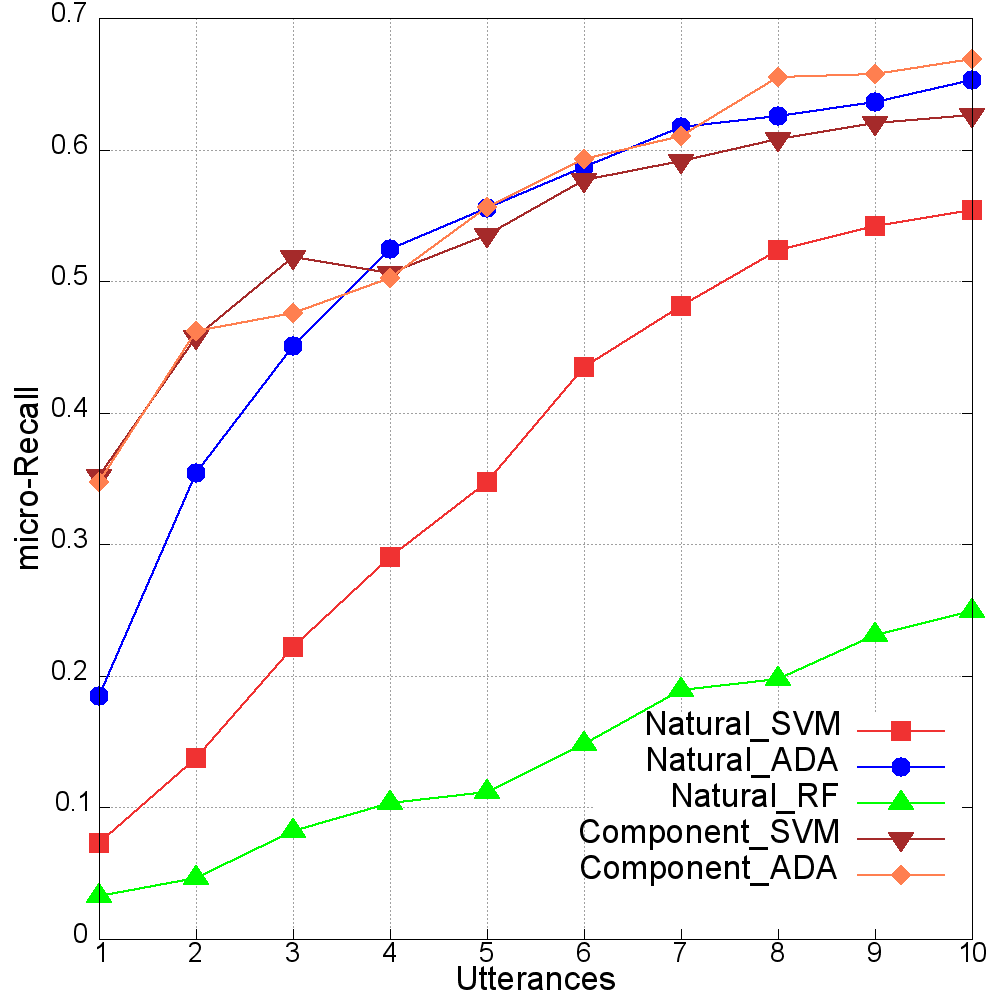 0.7
0.6
0.5
0.4
0.3
0.2
0.1
0
micro-Recall
Natural_SVM
Natural_ADA
Natural_RF
Component_SVM
Component_ADA
1 2 3 4 5 6 7 8 9 10
Utterances